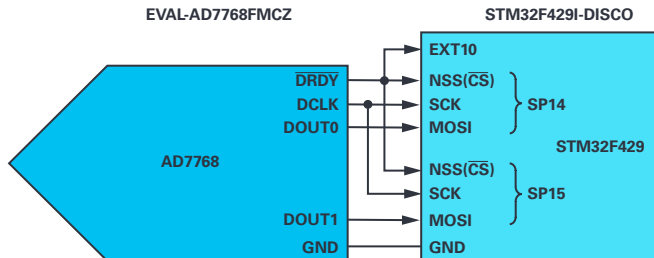 EVAL-AD7768FMCZ
STM32F429I-DISCO
EXT10
DRDY
NSS(CS)
DCLK
SCK
SP14
DOUT0
MOSI
AD7768
STM32F429
NSS(CS)
SCK
SP15
DOUT1
MOSI
GND
GND